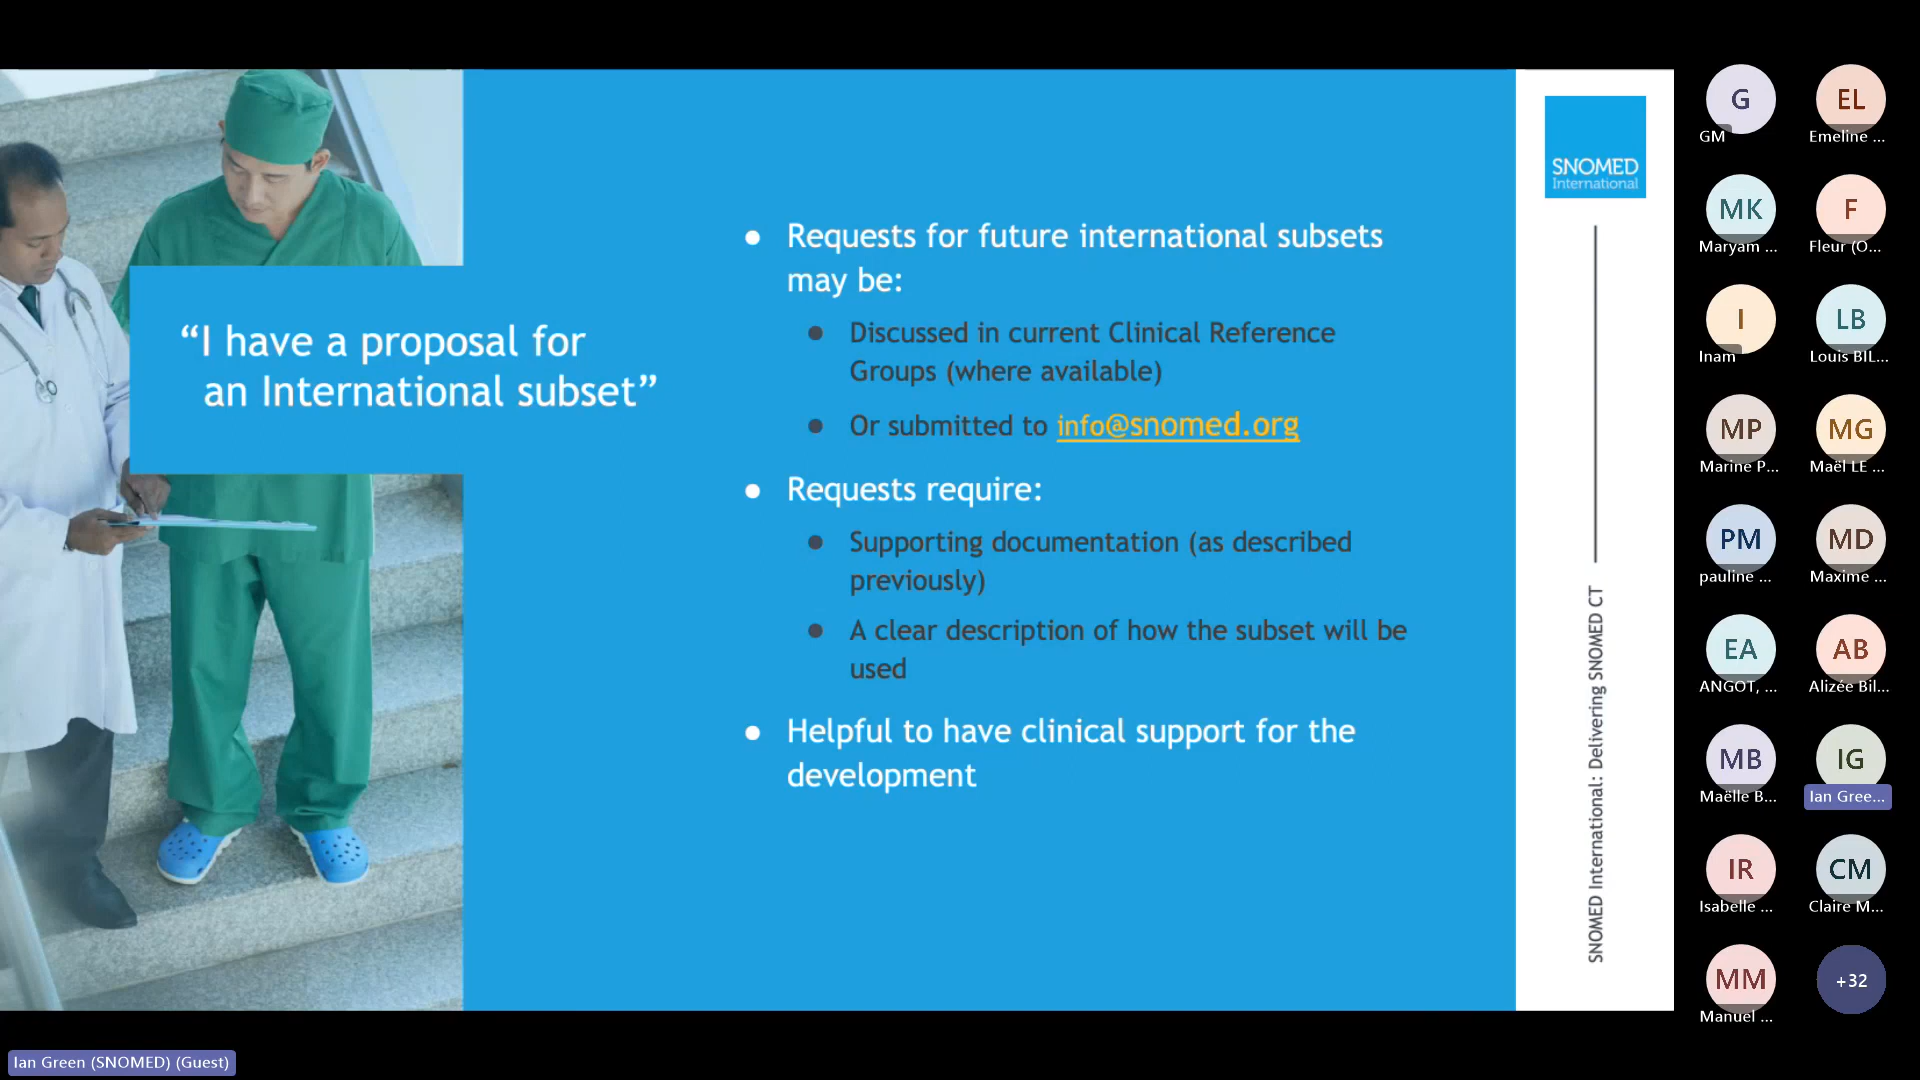 “I have a proposal for
an International subset”
● Requests for future international subsets
may be:
● Discussed in current Clinical Reference
Groups (where available)
● Or submitted to info@snomed.org
● Requests require:
● Supporting documentation (as described
previously)
● A clear description of how the subset will be
used
● Helpful to have clinical support for the
development
SNOMED
International
SNOMED International: Delivering SNOMED CT
G
GM
EL
Emeline ...
MK
Maryam ...
F
Fleur (O...
I
Inam
LB
Louis BIL...
MP
Marine P...
MG
Maël LE ...
PM
pauline ...
MD
Maxime ...
EA
ANGOT, ...
AB
Alizée Bil...
MB
Maëlle B...
IG
Ian Gree...
IR
Isabelle ...
CM
Claire M...
MM
Manuel ...
+32
Ian Green (SNOMED) (Guest)